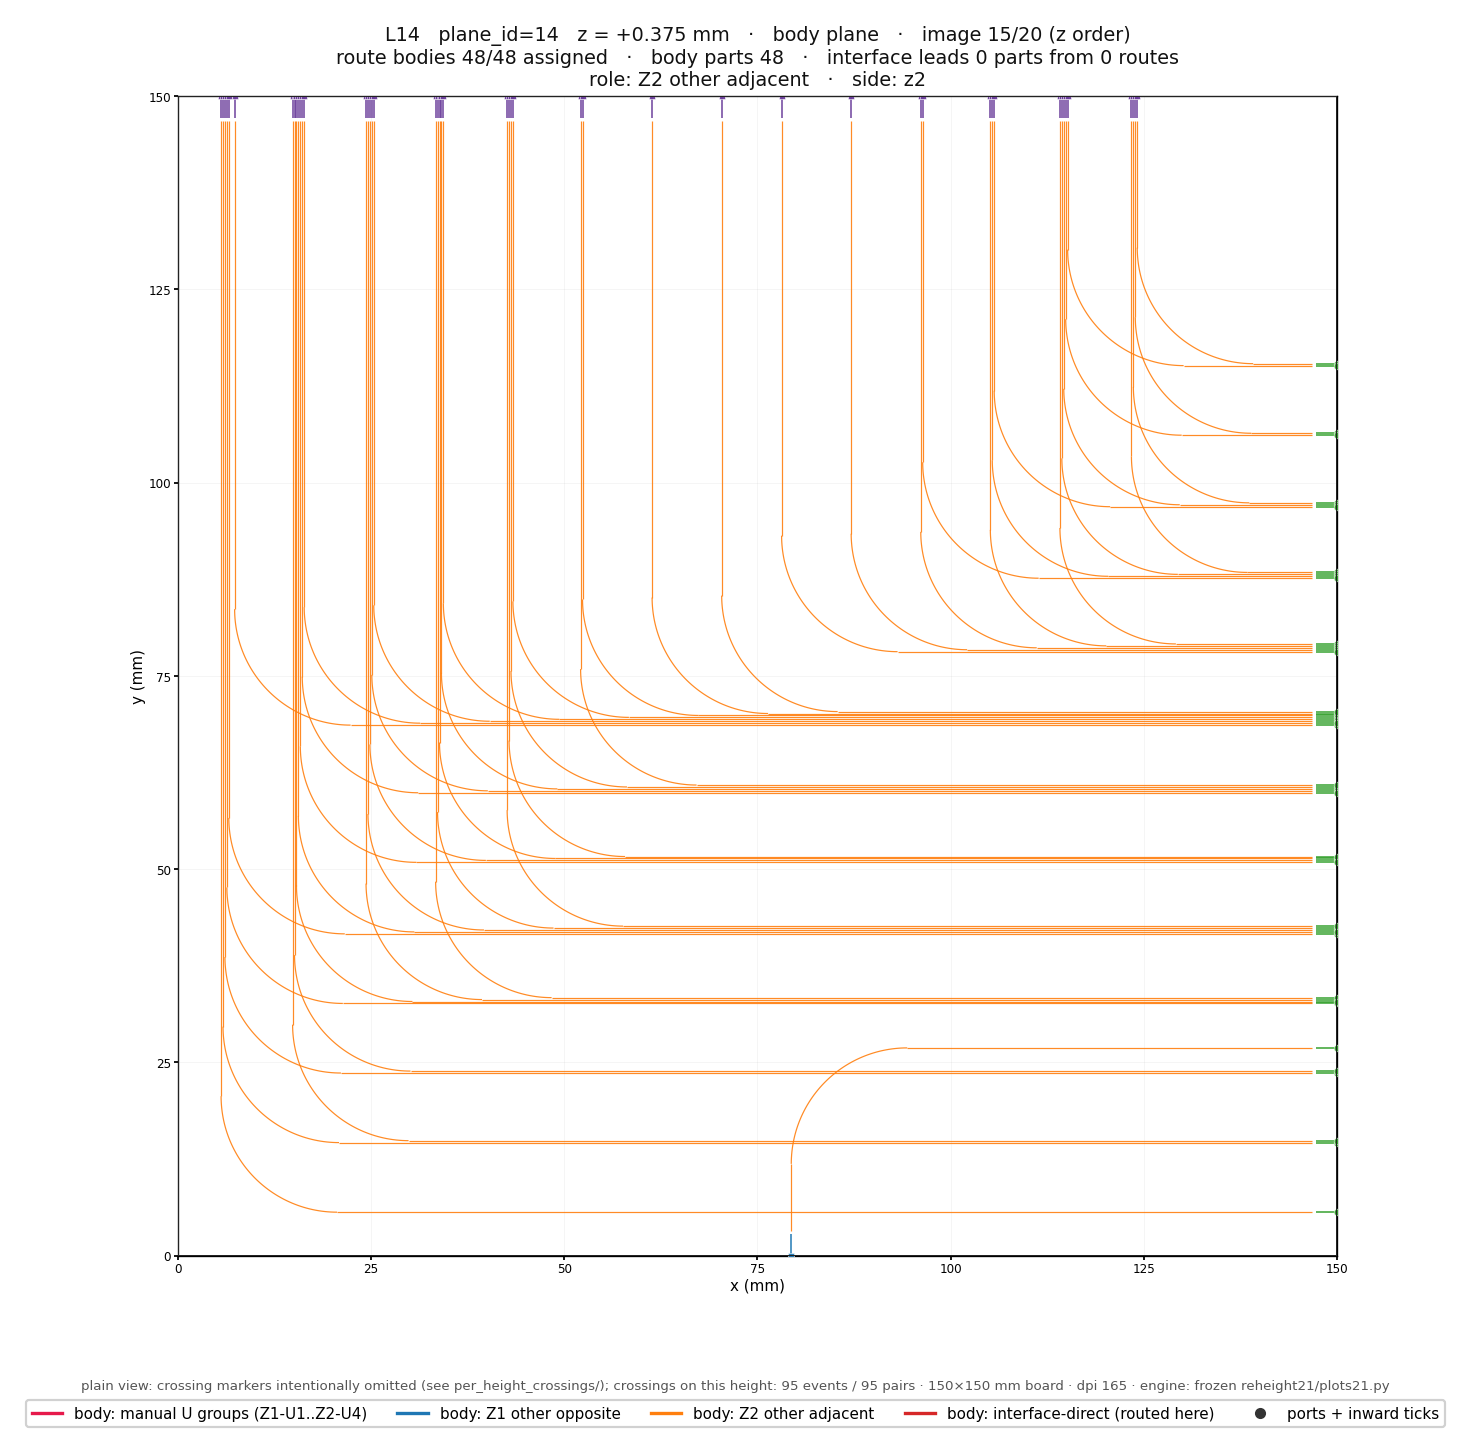 L14   plane_id=14   z = +0.375 mm   ·   body plane   ·   image 15/20 (z order)
route bodies 48/48 assigned   ·   body parts 48   ·   interface leads 0 parts from 0 routes
role: Z2 other adjacent   ·   side: z2
150
125
100
75
50
25
0
y (mm)
0 25 50 75 100 125 150
x (mm)
plain view: crossing markers intentionally omitted (see per_height_crossings/); crossings on this height: 95 events / 95 pairs · 150×150 mm board · dpi 165 · engine: frozen reheight21/plots21.py
body: manual U groups (Z1-U1..Z2-U4)   body: Z1 other opposite   body: Z2 other adjacent   body: interface-direct (routed here)   ports + inward ticks